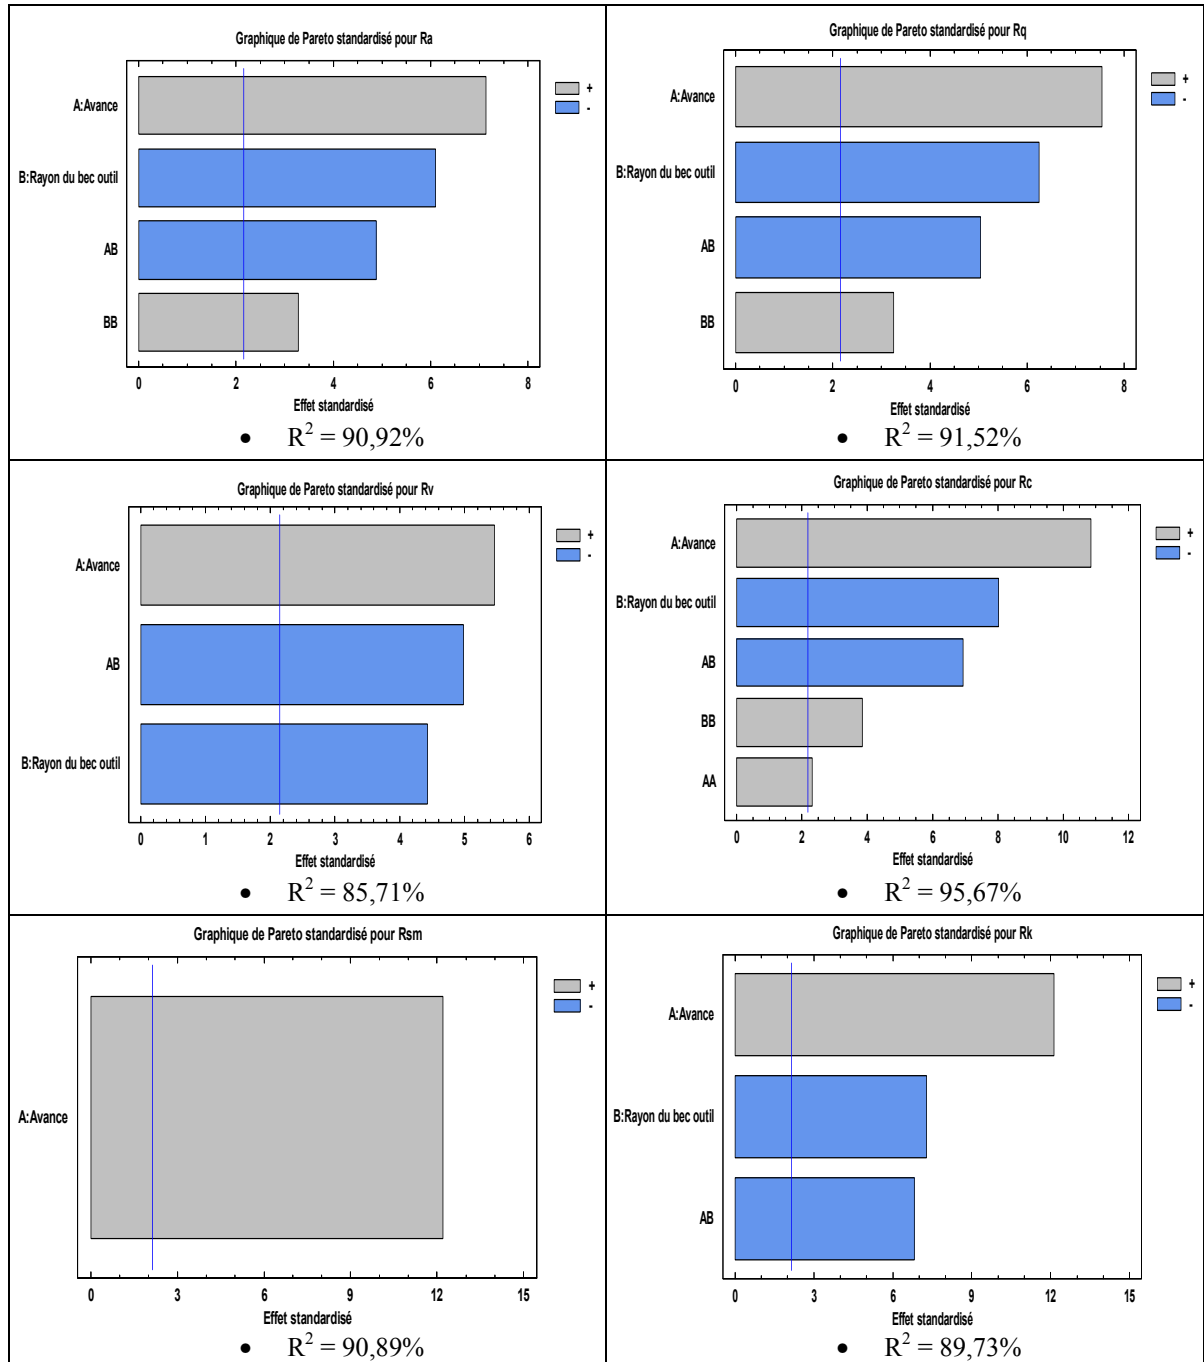 Graphique de Pareto standardisé pour Ra
A:Avance
B:Rayon du bec outil
AB
BB
+
-
0 2 4 6 8
Effet standardisé
• R² = 90,92%
Graphique de Pareto standardisé pour Rq
A:Avance
B:Rayon du bec outil
AB
BB
+
-
0 2 4 6 8
Effet standardisé
• R² = 91,52%
Graphique de Pareto standardisé pour Rv
A:Avance
AB
B:Rayon du bec outil
+
-
0 1 2 3 4 5 6
Effet standardisé
• R² = 85,71%
Graphique de Pareto standardisé pour Rc
A:Avance
B:Rayon du bec outil
AB
BB
AA
+
-
0 2 4 6 8 10 12
Effet standardisé
• R² = 95,67%
Graphique de Pareto standardisé pour Rsm
A:Avance
+
-
0 3 6 9 12 15
Effet standardisé
• R² = 90,89%
Graphique de Pareto standardisé pour Rk
A:Avance
B:Rayon du bec outil
AB
+
-
0 3 6 9 12 15
Effet standardisé
• R² = 89,73%